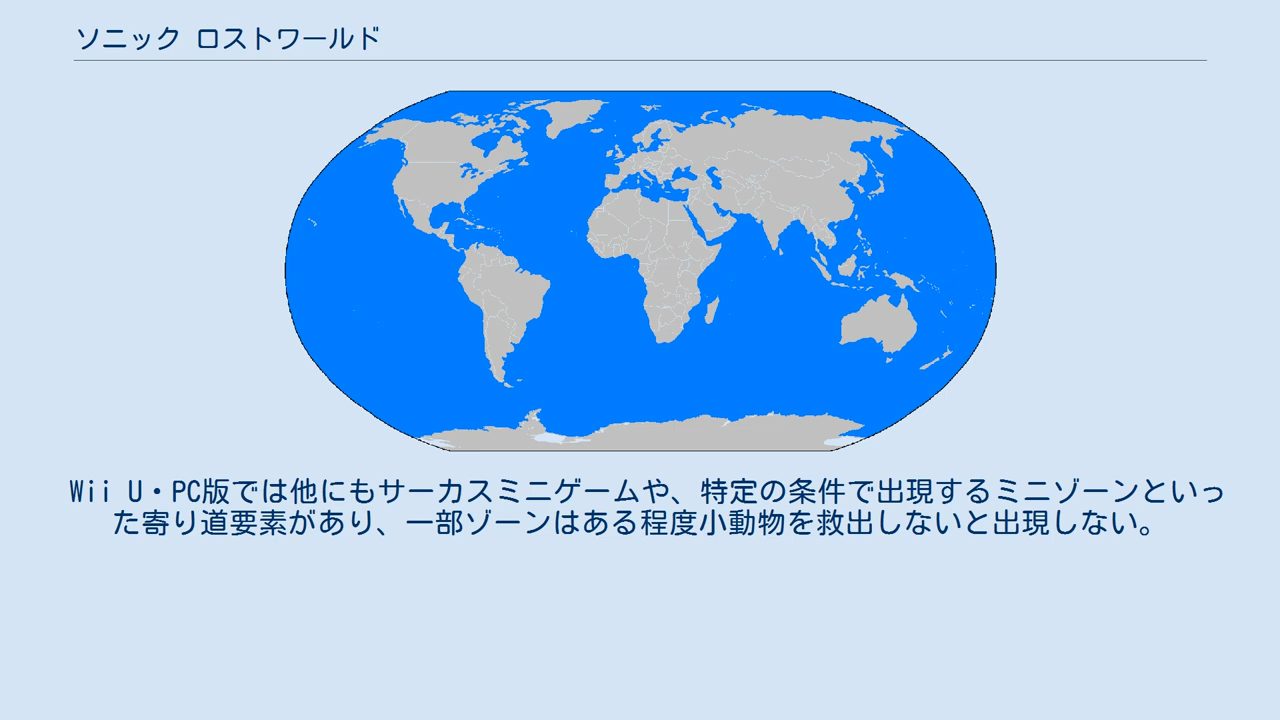 ソニック ロストワールド
Wii U・PC版では他にもサーカスミニゲームや、特定の条件で出現するミニゾーンといっ
た寄り道要素があり、一部ゾーンはある程度小動物を救出しないと出現しない。